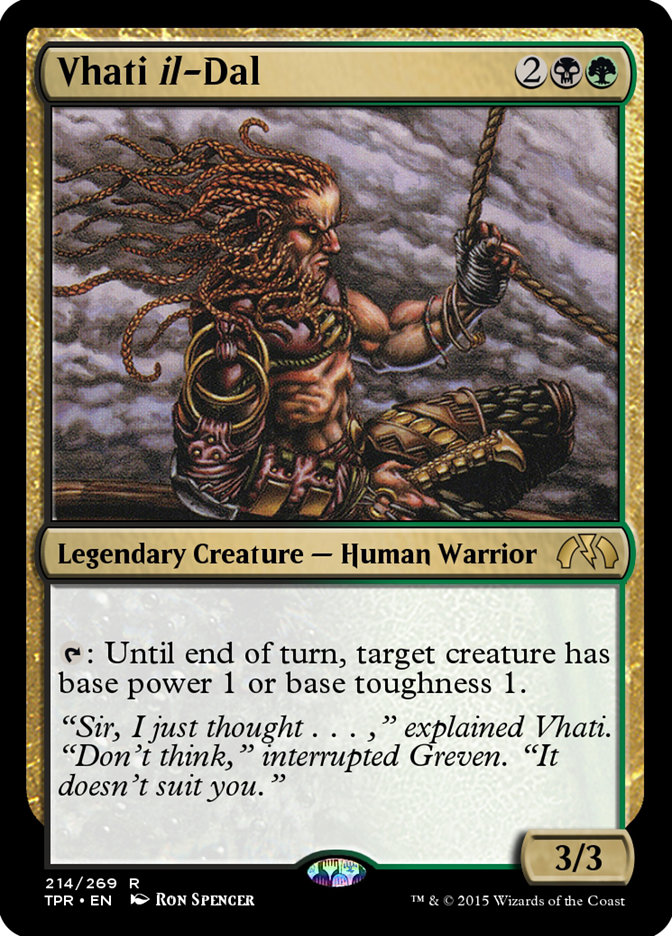 Vhati il-Dal 2
Legendary Creature — Human Warrior
: Until end of turn, target creature has
base power 1 or base toughness 1.
“Sir, I just thought . . . ,” explained Vhati.
“Don’t think,” interrupted Greven. “It
doesn’t suit you.”
3/3
214/269 R
TPR • EN Ron Spencer ™ & © 2015 Wizards of the Coast